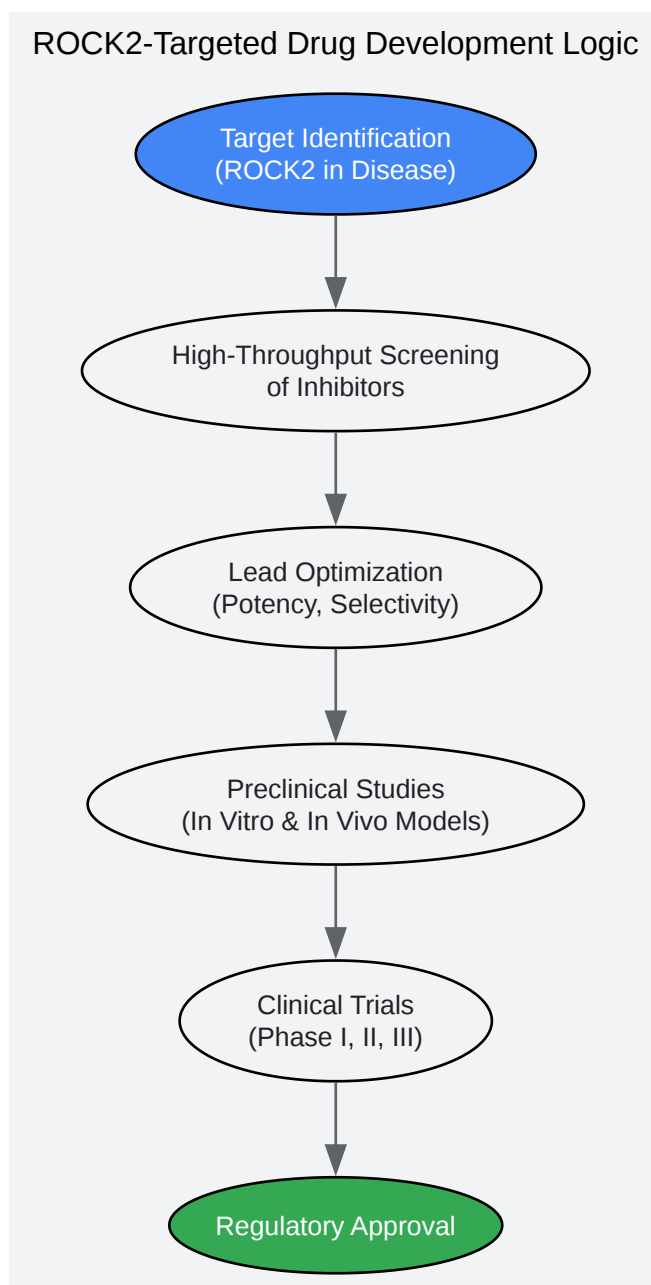 ROCK2-Targeted Drug Development Logic
Target Identification
(ROCK2 in Disease)
High-Throughput Screening
of Inhibitors
Lead Optimization
(Potency, Selectivity)
Preclinical Studies
(In Vitro & In Vivo Models)
Clinical Trials
(Phase I, II, III)
Regulatory Approval